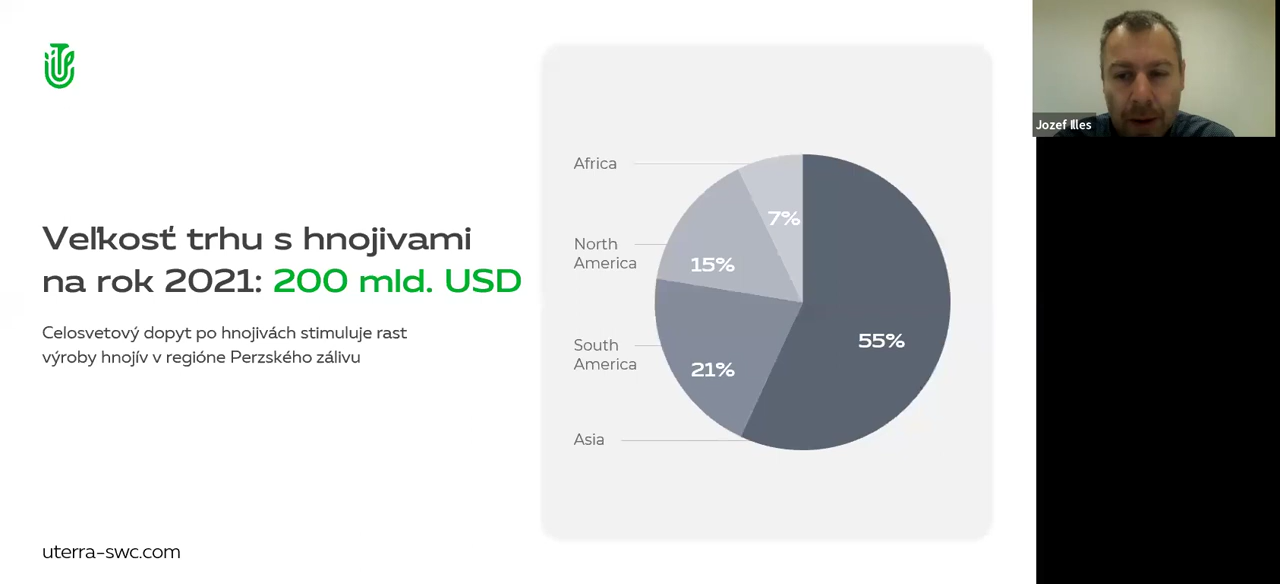 Veľkosť trhu s hnojivami
na rok 2021: 200 mld. USD
Celosvetový dopyt po hnojivách stimuluje rast
výroby hnojív v regióne Perzského zálivu
uterra-swc.com
Africa
7%
North
America
15%
South
America
21%
55%
Asia
Jozef Illes